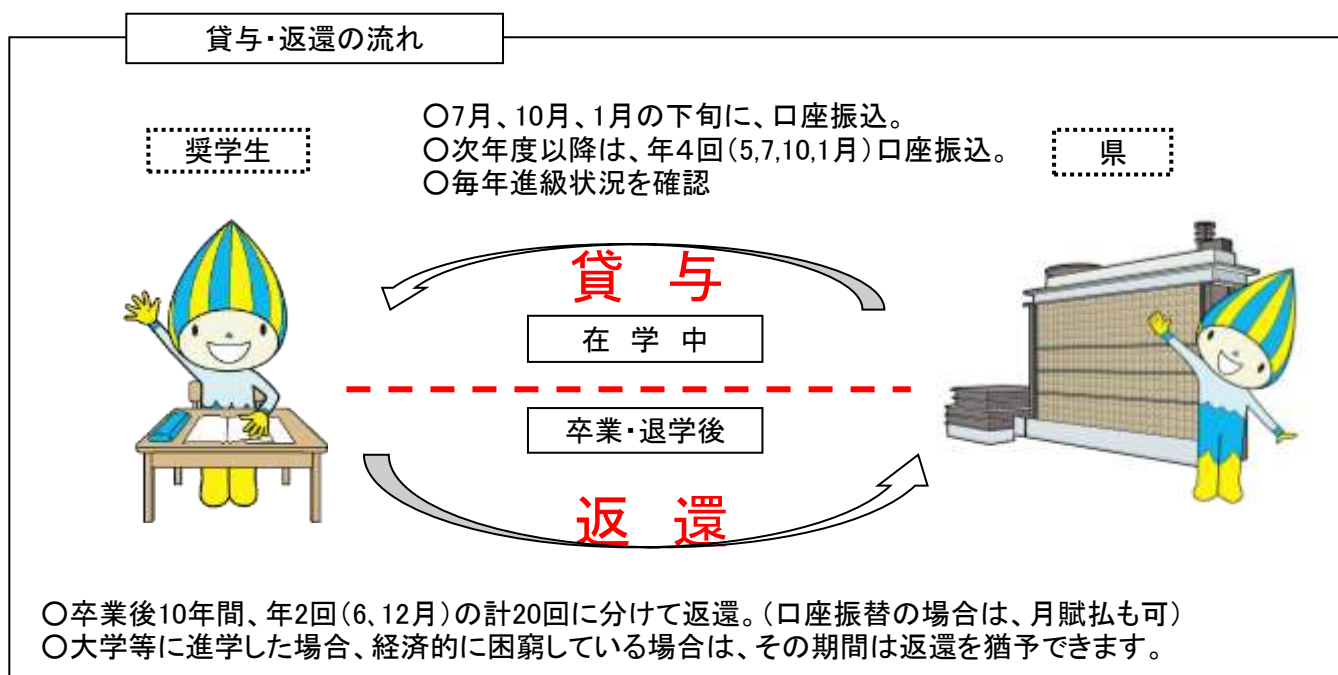 貸与・返還の流れ
奨学生
〇7月、10月、1月の下旬に、口座振込。
〇次年度以降は、年４回（5,7,10,1月）口座振込。
〇毎年進級状況を確認
県
貸 与
在 学 中
卒業・退学後
返 還
〇卒業後10年間、年2回（6、12月）の計20回に分けて返還。（口座振替の場合は、月賦払も可）
〇大学等に進学した場合、経済的に困窮している場合は、その期間は返還を猶予できます。